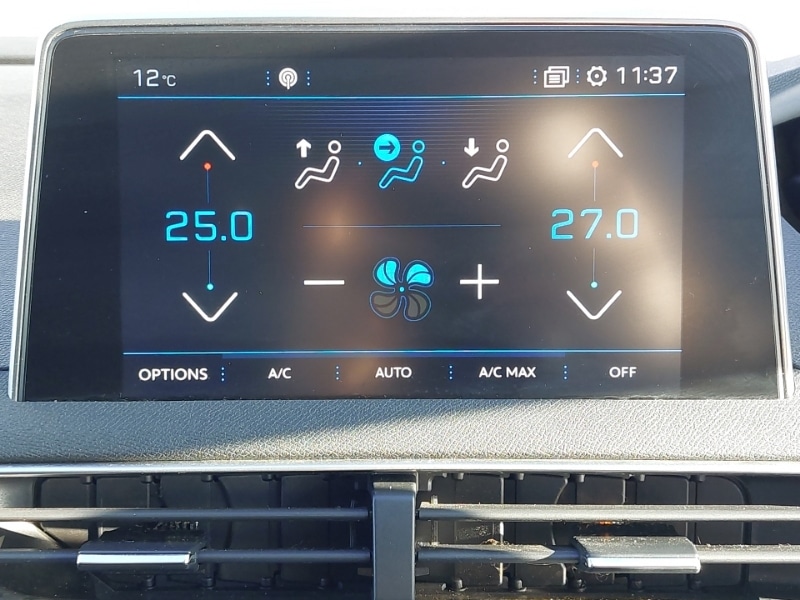 12°C 11:37
25.0 27.0
OPTIONS A/C AUTO A/C MAX OFF